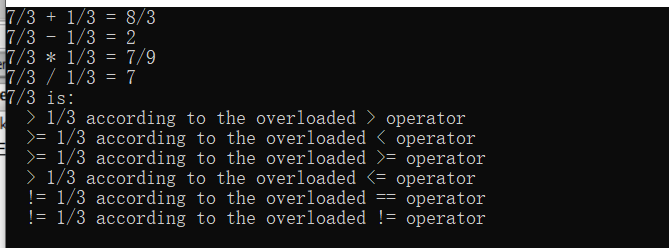 7/3 + 1/3 = 8/3
7/3 - 1/3 = 2
7/3 * 1/3 = 7/9
7/3 / 1/3 = 7
7/3 is:
  > 1/3 according to the overloaded > operator
  >= 1/3 according to the overloaded < operator
  >= 1/3 according to the overloaded >= operator
  > 1/3 according to the overloaded <= operator
  != 1/3 according to the overloaded == operator
  != 1/3 according to the overloaded != operator